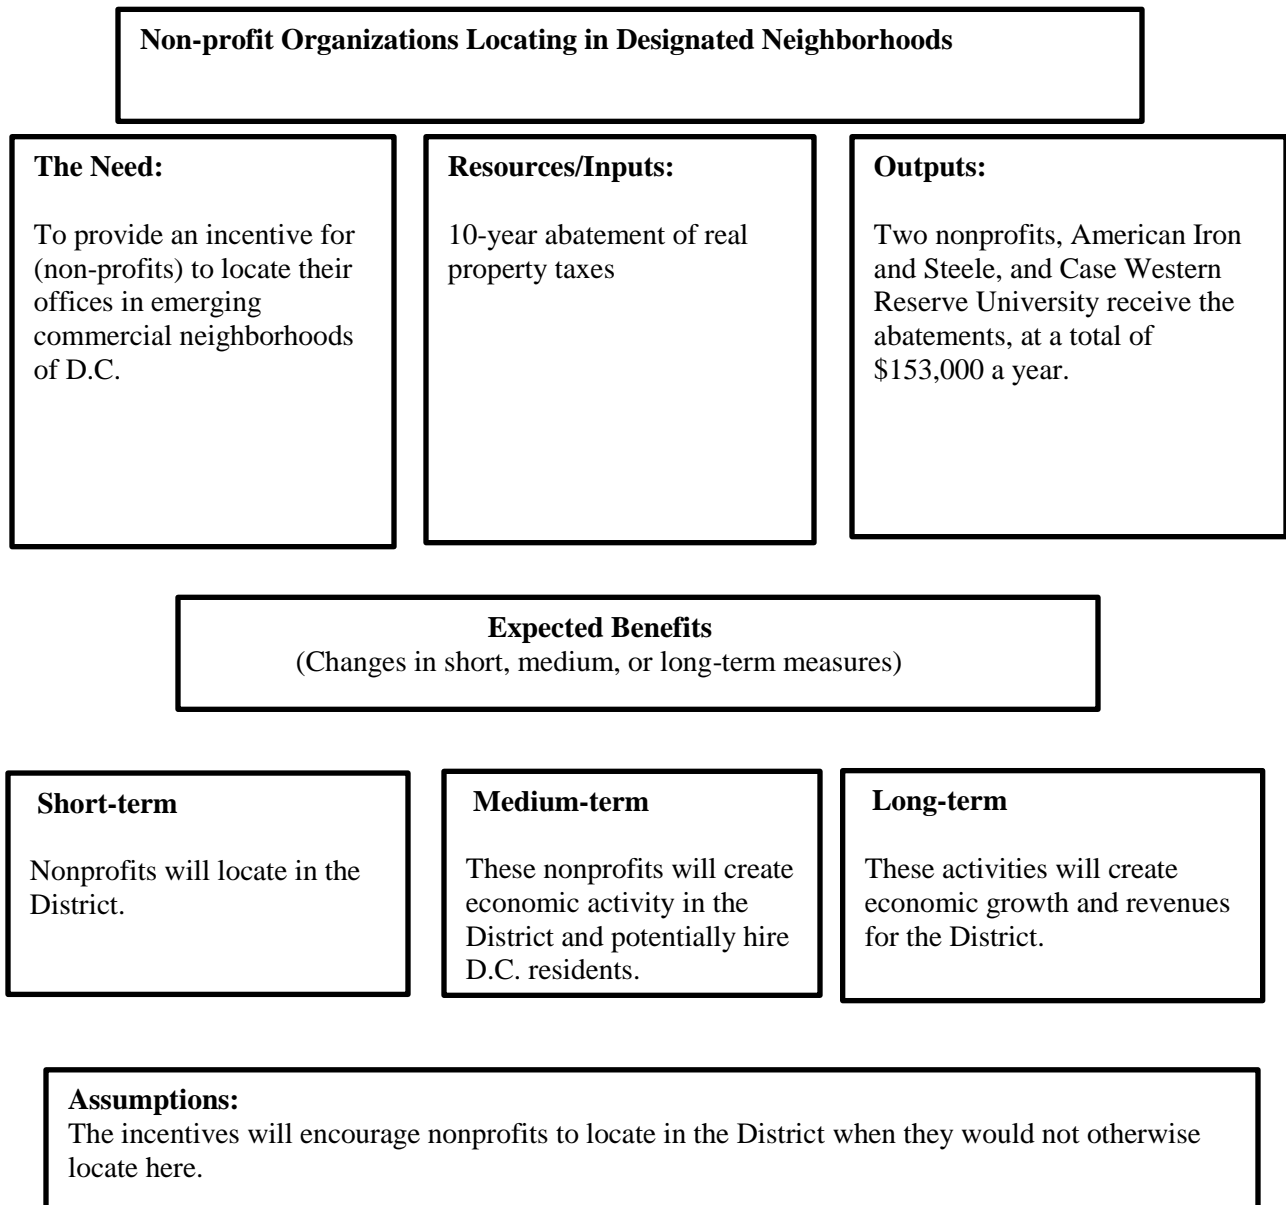 Non-profit Organizations Locating in Designated Neighborhoods
The Need:
To provide an incentive for
(non-profits) to locate their
offices in emerging
commercial neighborhoods
of D.C.
Resources/Inputs:
10-year abatement of real
property taxes
Outputs:
Two nonprofits, American Iron
and Steele, and Case Western
Reserve University receive the
abatements, at a total of
$153,000 a year.
Expected Benefits
(Changes in short, medium, or long-term measures)
Short-term
Nonprofits will locate in the
District.
Medium-term
These nonprofits will create
economic activity in the
District and potentially hire
D.C. residents.
Long-term
These activities will create
economic growth and revenues
for the District.
Assumptions:
The incentives will encourage nonprofits to locate in the District when they would not otherwise
locate here.